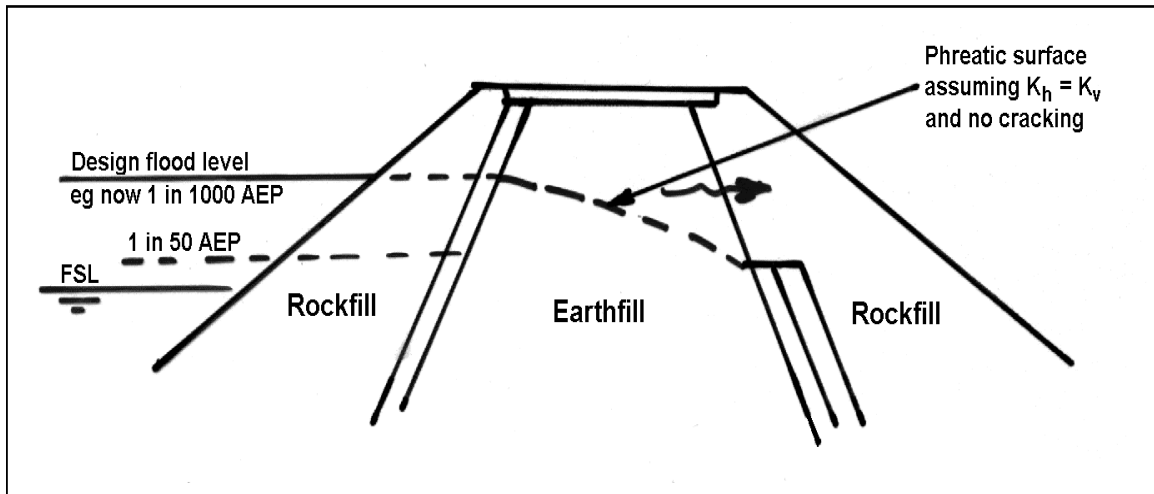 Phreatic surface
assuming Kh = Kv
and no cracking
Design flood level
eg now 1 in 1000 AEP
1 in 50 AEP
FSL
Rockfill
Earthfill
Rockfill